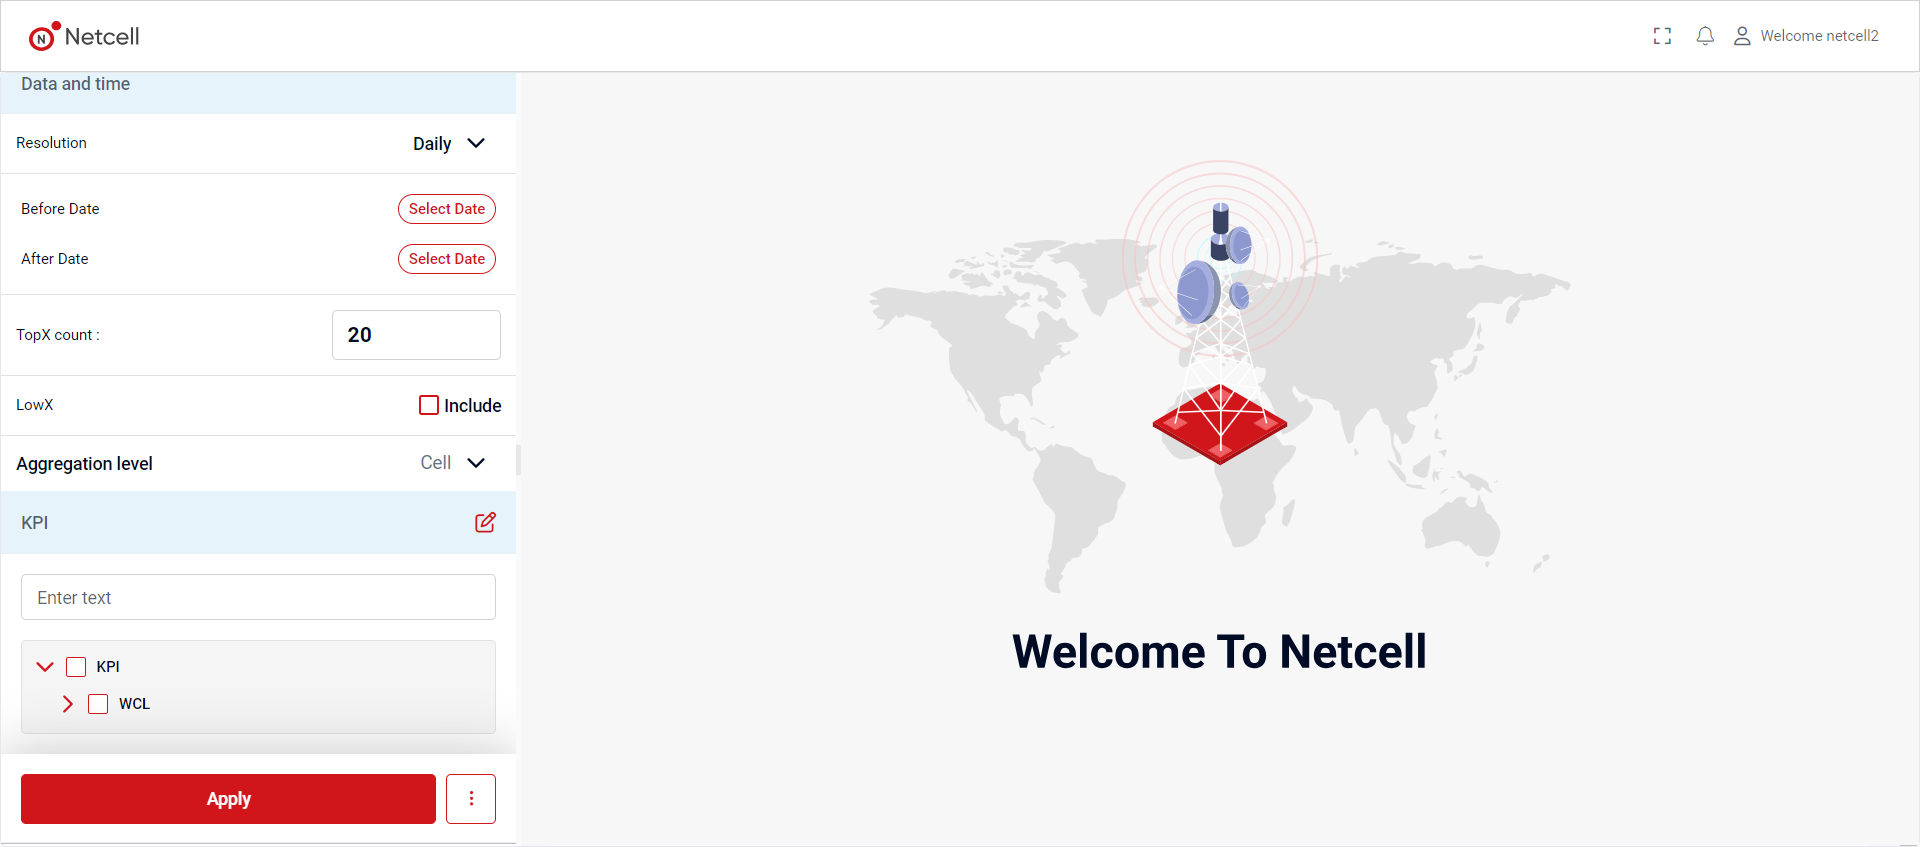 N Netcell
Welcome netcell2
Data and time
Resolution Daily
Before Date Select Date
After Date Select Date
TopX count : 20
LowX Include
Aggregation level Cell
KPI
Enter text
KPI
WCL
Apply
Welcome To Netcell